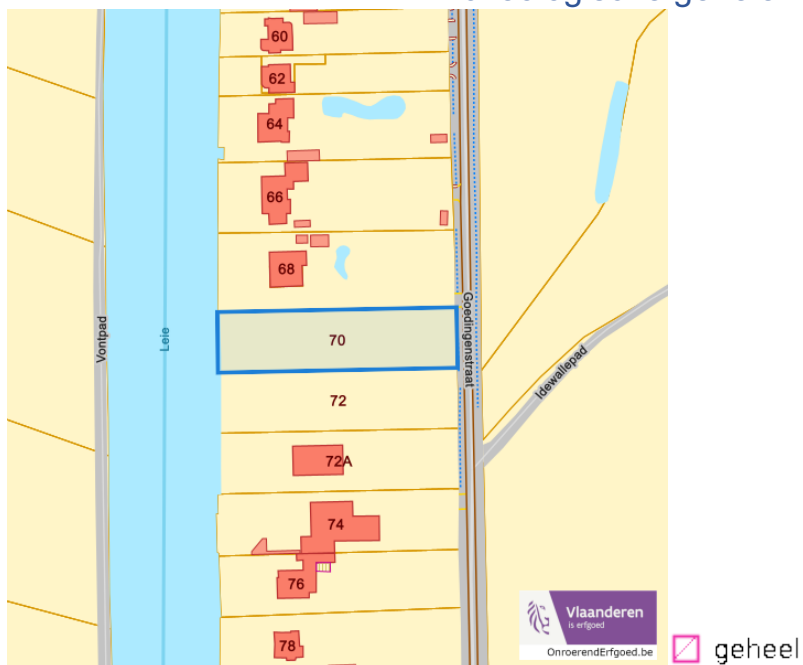 60
62
64
66
68
70
72
72A
74
76
78
Vontpad
Leie
Goedingenstraat
Idewallepad
Vlaanderen
is erfgoed
OnroerendErfgoed.be
geheel